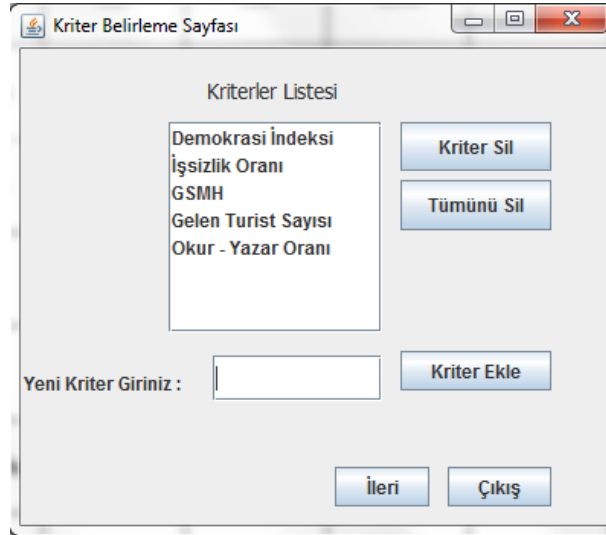 Kriter Belirleme Sayfası
Kriterler Listesi
Demokrasi İndeksi
İşsizlik Oranı
GSMH
Gelen Turist Sayısı
Okur - Yazar Oranı
Kriter Sil
Tümünü Sil
Yeni Kriter Giriniz :
Kriter Ekle
İleri
Çıkış